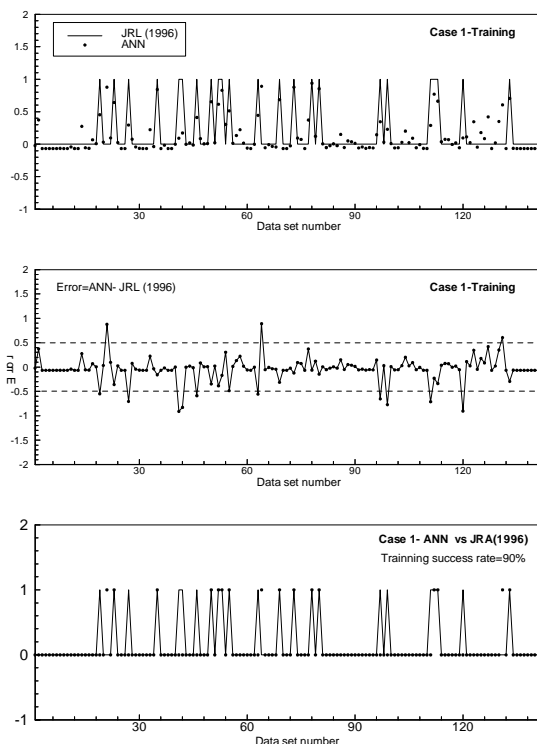 JRL (1996)
ANN
Case 1-Training
2
1.5
1
0.5
0
-0.5
-1
30
60
90
120
Data set number
Error=ANN- JRL (1996)
Case 1-Training
2
1.5
1
0.5
0
-0.5
-1
-1.5
-2
Error
30
60
90
120
Data set number
Case 1- ANN vs JRA(1996)
Trainning success rate=90%
2
1
0
-1
30
60
90
120
Data set number